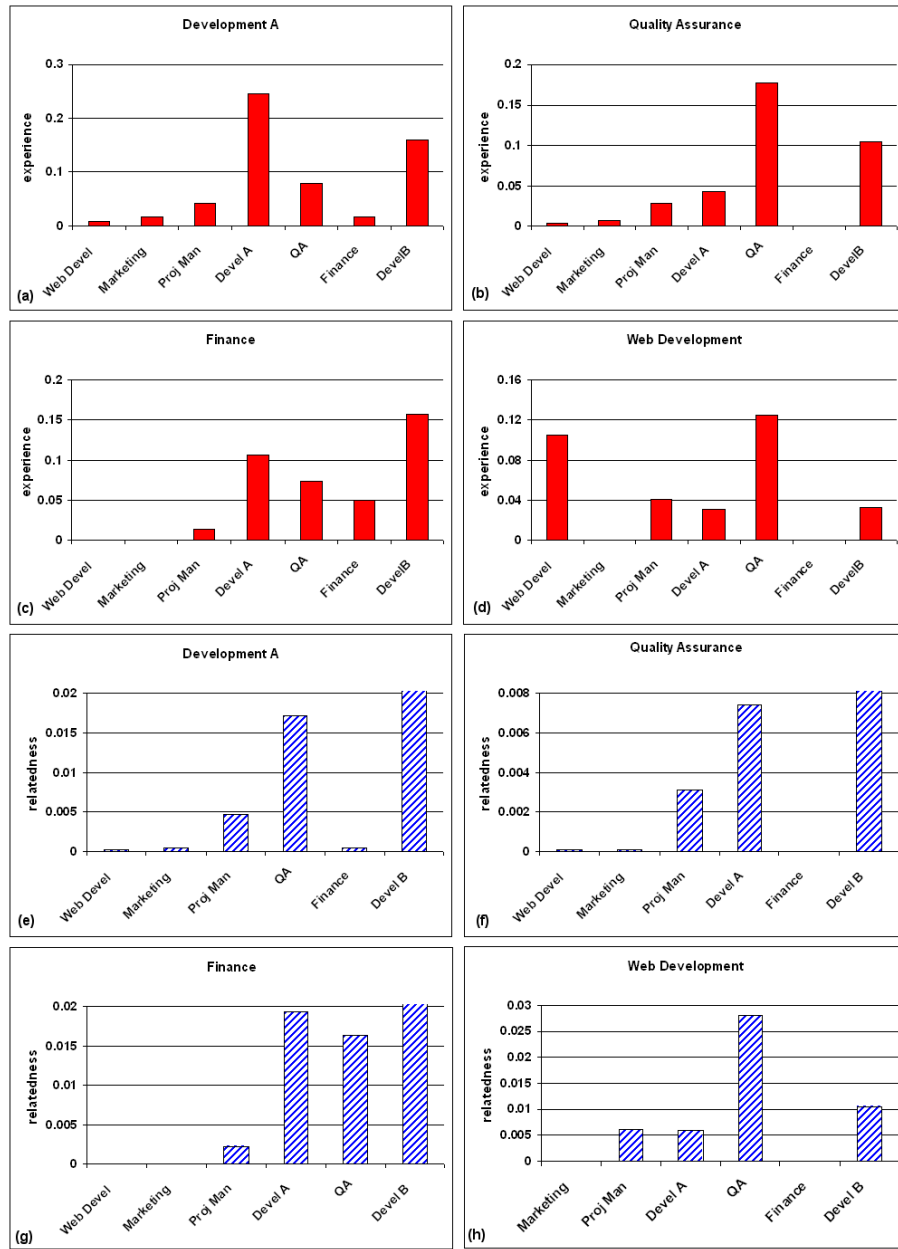 Development A
experience
0.3
0.2
0.1
0
Web Devel
Marketing
Proj Man
Devel A
QA
Finance
DevelB
(a)
Quality Assurance
experience
0.2
0.15
0.1
0.05
0
Web Devel
Marketing
Proj Man
Devel A
QA
Finance
DevelB
(b)
Finance
experience
0.2
0.15
0.1
0.05
0
Web Devel
Marketing
Proj Man
Devel A
QA
Finance
DevelB
(c)
Web Development
experience
0.16
0.12
0.08
0.04
0
Web Devel
Marketing
Proj Man
Devel A
QA
Finance
DevelB
(d)
Development A
relatedness
0.02
0.015
0.01
0.005
0
Web Devel
Marketing
Proj Man
QA
Finance
Devel B
(e)
Quality Assurance
relatedness
0.008
0.006
0.004
0.002
0
Web Devel
Marketing
Proj Man
Devel A
Finance
Devel B
(f)
Finance
relatedness
0.02
0.015
0.01
0.005
0
Web Devel
Marketing
Proj Man
Devel A
QA
Devel B
(g)
Web Development
relatedness
0.03
0.025
0.02
0.015
0.01
0.005
0
Marketing
Proj Man
Devel A
QA
Finance
Devel B
(h)